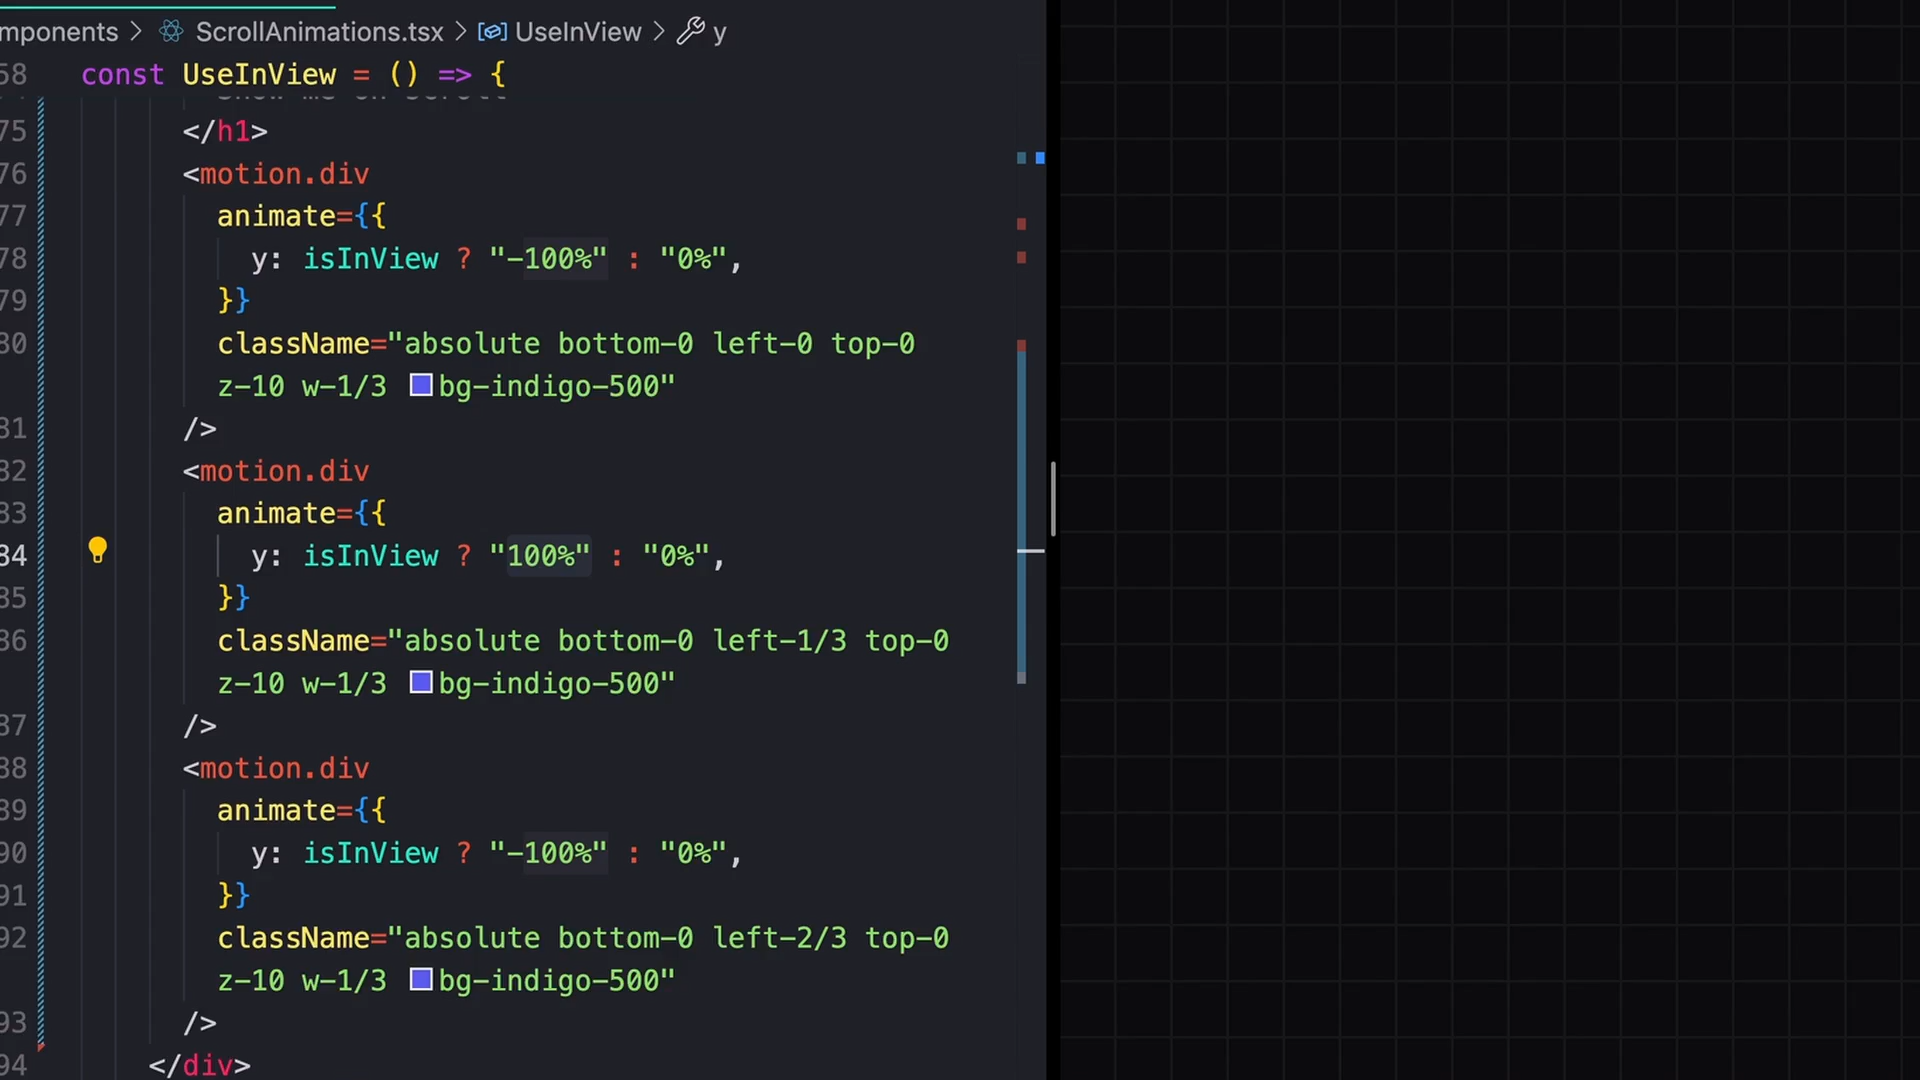 mponents > ScrollAnimations.tsx > UseInView > y
58 const UseInView = () => {
Show me on scroll
75 </h1>
76 <motion.div
77 animate={{
78 y: isInView ? "-100%" : "0%",
79 }}
80 className="absolute bottom-0 left-0 top-0
z-10 w-1/3 bg-indigo-500"
81 />
82 <motion.div
83 animate={{
84 y: isInView ? "100%" : "0%",
85 }}
86 className="absolute bottom-0 left-1/3 top-0
z-10 w-1/3 bg-indigo-500"
87 />
88 <motion.div
89 animate={{
90 y: isInView ? "-100%" : "0%",
91 }}
92 className="absolute bottom-0 left-2/3 top-0
z-10 w-1/3 bg-indigo-500"
93 />
94 </div>